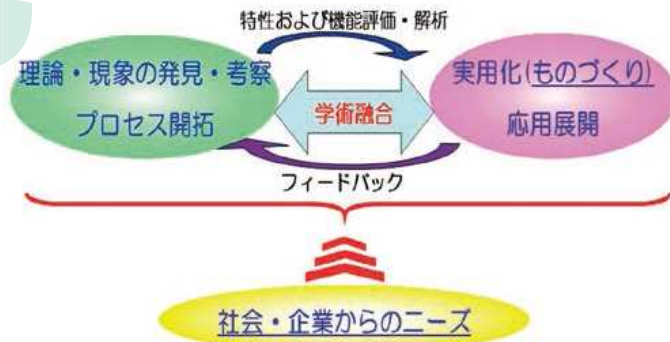 特性および機能評価・解析
理論・現象の発見・考察
プロセス開拓
学術融合
実用化(ものづくり)
応用展開
フィードバック
社会・企業からのニーズ